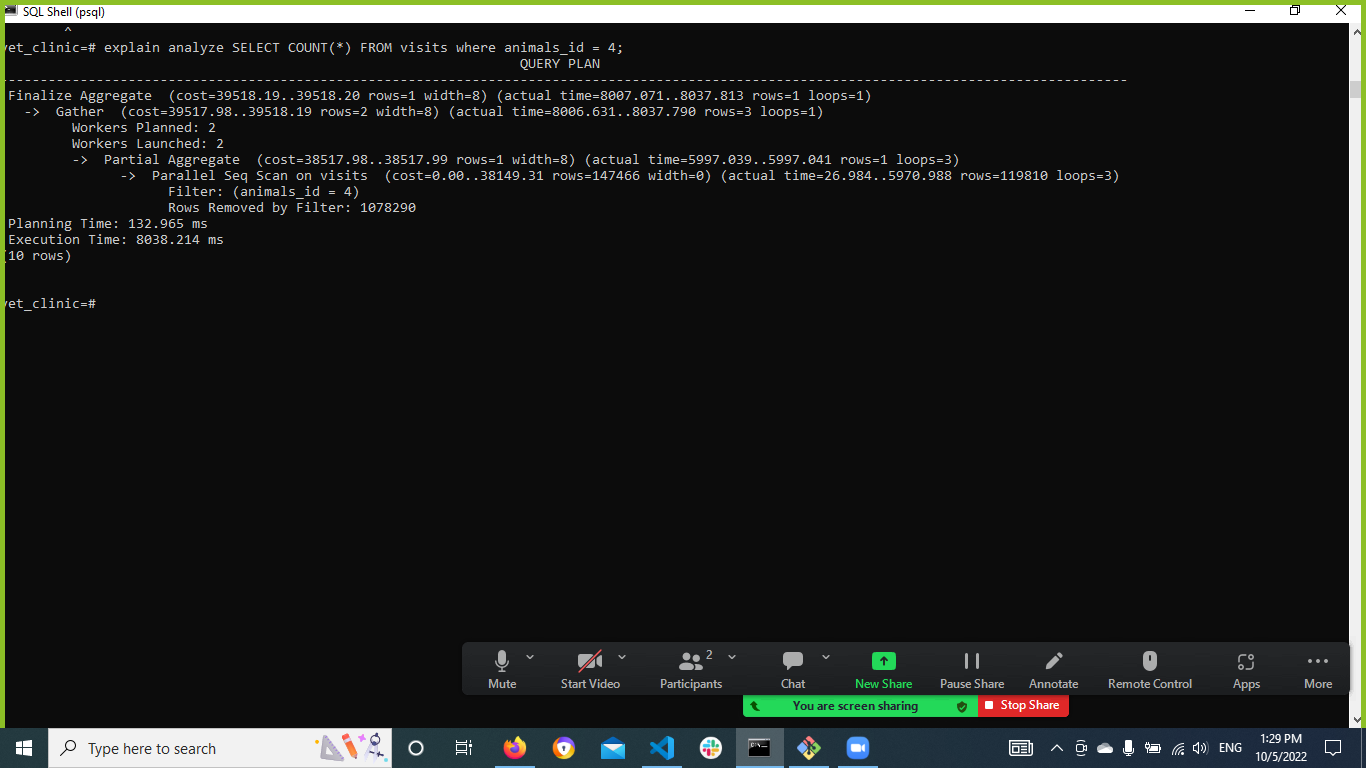 SQL Shell (psql)
^
vet_clinic=# explain analyze SELECT COUNT(*) FROM visits where animals_id = 4;
QUERY PLAN
--------------------------------------------------------------------------------------------------------------------------------------------
Finalize Aggregate  (cost=39518.19..39518.20 rows=1 width=8) (actual time=8007.071..8037.813 rows=1 loops=1)
->  Gather  (cost=39517.98..39518.19 rows=2 width=8) (actual time=8006.631..8037.790 rows=3 loops=1)
Workers Planned: 2
Workers Launched: 2
->  Partial Aggregate  (cost=38517.98..38517.99 rows=1 width=8) (actual time=5997.039..5997.041 rows=1 loops=3)
->  Parallel Seq Scan on visits  (cost=0.00..38149.31 rows=147466 width=0) (actual time=26.984..5970.988 rows=119810 loops=3)
Filter: (animals_id = 4)
Rows Removed by Filter: 1078290
Planning Time: 132.965 ms
Execution Time: 8038.214 ms
(10 rows)
vet_clinic=#
2
Mute Start Video Participants Chat New Share Pause Share Annotate Remote Control Apps More
You are screen sharing Stop Share
Type here to search
ENG
1:29 PM
10/5/2022